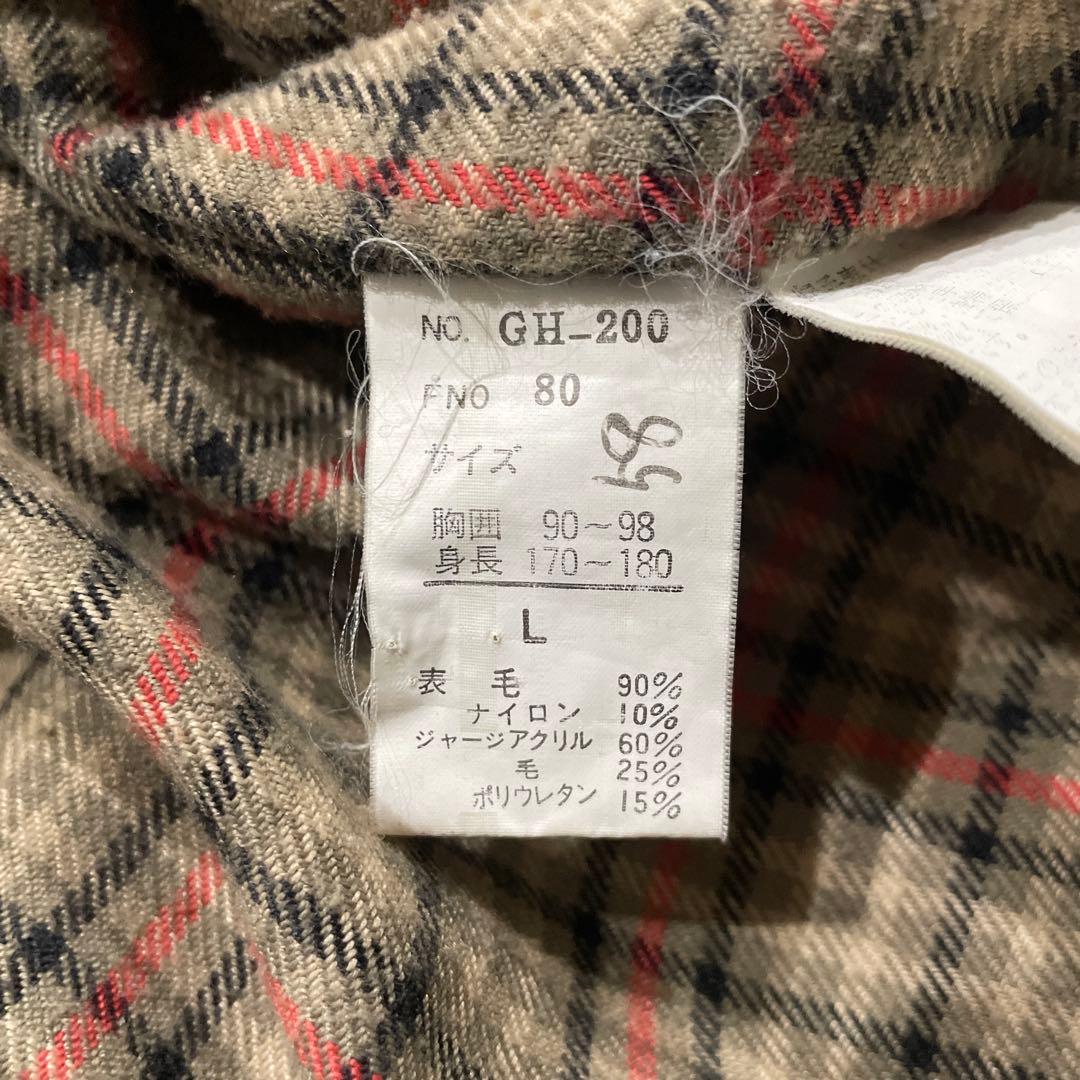 NO. GH-200
FNO 80
サイズ
胸囲 90～98
身長 170～180
L
表 毛 90%
ナイロン 10%
ジャージアクリル 60%
毛 25%
ポリウレタン 15%